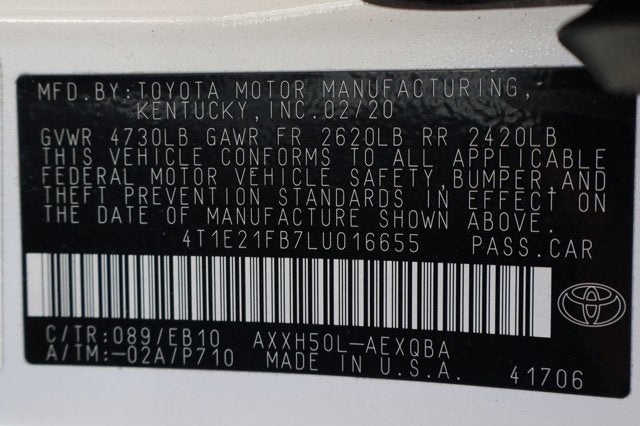 MFD.BY:TOYOTA MOTOR MANUFACTURING,
KENTUCKY,INC.02/20
GVWR 4730LB GAWR FR 2620LB RR 2420LB
THIS VEHICLE CONFORMS TO ALL APPLICABLE
FEDERAL MOTOR VEHICLE SAFETY,BUMPER,AND
THEFT PREVENTION STANDARDS IN EFFECT ON
THE DATE OF MANUFACTURE SHOWN ABOVE.
4T1E21FB7LU016655 PASS.CAR
C/TR:089/EB10 AXXH50L-AEXQBA
A/TM:-02A/P710 MADE IN U.S.A. 41706